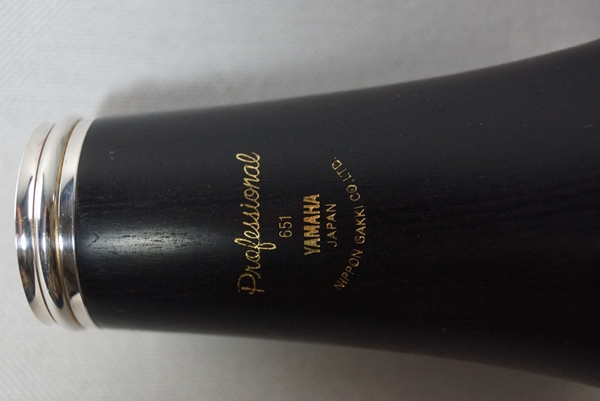 Professional
651
YAMAHA
JAPAN
NIPPON GAKKI CO.LTD.